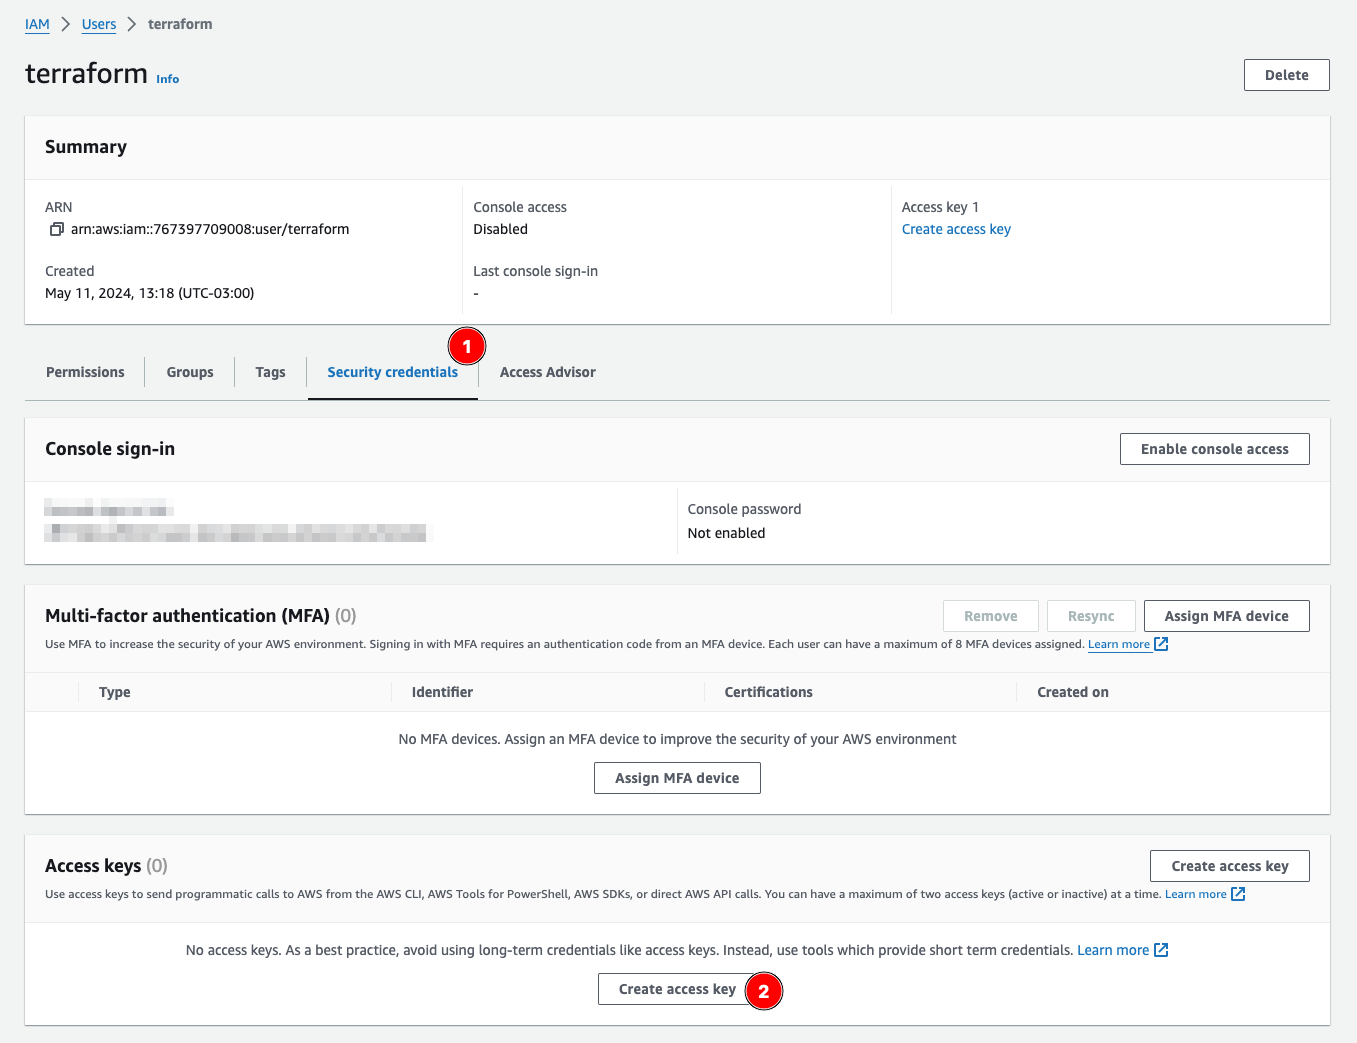 IAM > Users > terraform
terraform Info
Delete
Summary
ARN
arn:aws:iam::767397709008:user/terraform
Created
May 11, 2024, 13:18 (UTC-03:00)
Console access
Disabled
Last console sign-in
-
Access key 1
Create access key
1
Permissions
Groups
Tags
Security credentials
Access Advisor
Console sign-in
Enable console access
Console password
Not enabled
Multi-factor authentication (MFA) (0)
Remove
Resync
Assign MFA device
Use MFA to increase the security of your AWS environment. Signing in with MFA requires an authentication code from an MFA device. Each user can have a maximum of 8 MFA devices assigned. Learn more
Type
Identifier
Certifications
Created on
No MFA devices. Assign an MFA device to improve the security of your AWS environment
Assign MFA device
Access keys (0)
Create access key
Use access keys to send programmatic calls to AWS from the AWS CLI, AWS Tools for PowerShell, AWS SDKs, or direct AWS API calls. You can have a maximum of two access keys (active or inactive) at a time. Learn more
No access keys. As a best practice, avoid using long-term credentials like access keys. Instead, use tools which provide short term credentials. Learn more
Create access key
2